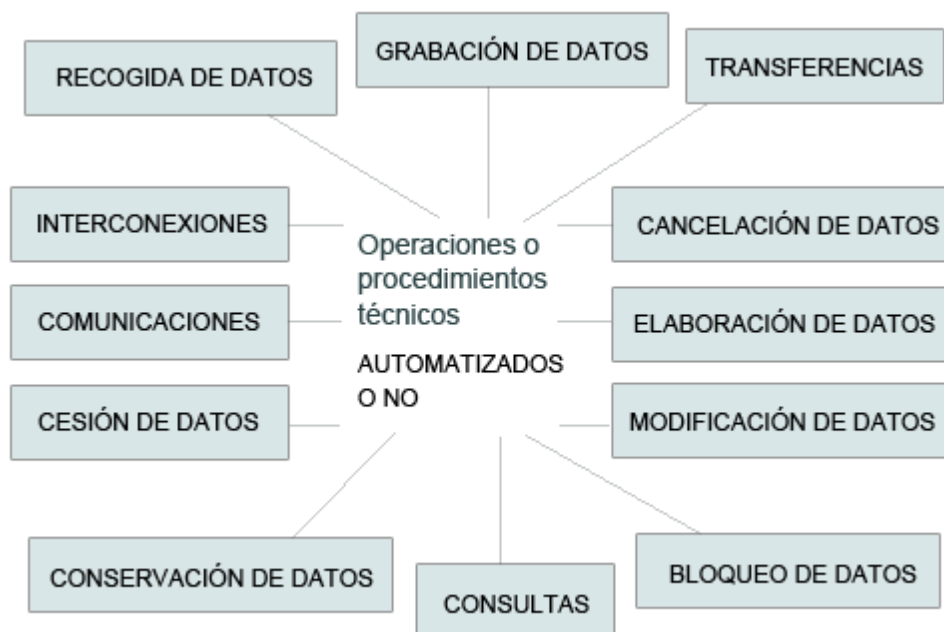 RECOGIDA DE DATOS
GRABACIÓN DE DATOS
TRANSFERENCIAS
INTERCONEXIONES
COMUNICACIONES
CESIÓN DE DATOS
Operaciones o
procedimientos
técnicos
AUTOMATIZADOS
O NO
CANCELACIÓN DE DATOS
ELABORACIÓN DE DATOS
MODIFICACIÓN DE DATOS
CONSERVACIÓN DE DATOS
CONSULTAS
BLOQUEO DE DATOS